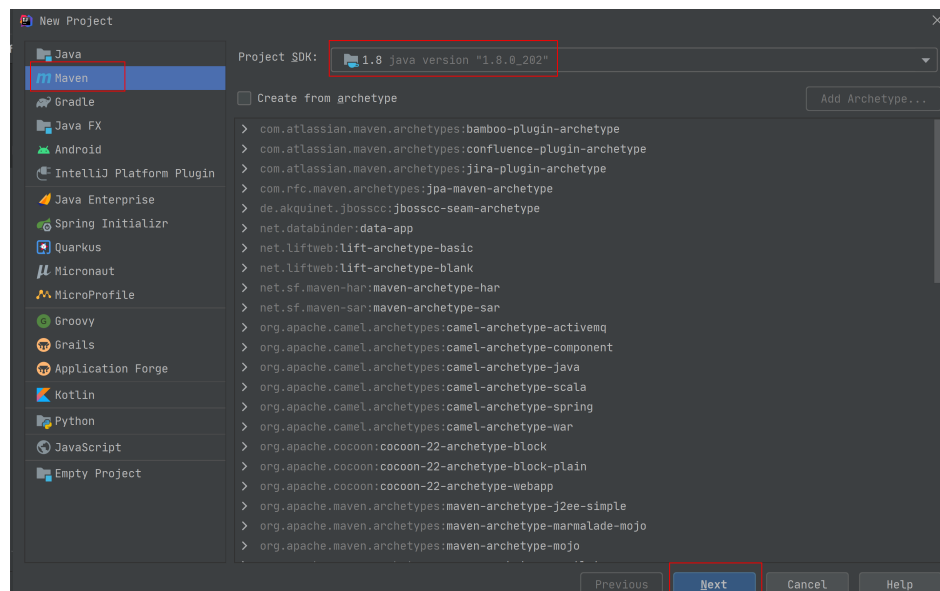 New Project
Java
Maven
Gradle
Java FX
Android
IntelliJ Platform Plugin
Java Enterprise
Spring Initializr
Quarkus
Micronaut
MicroProfile
Groovy
Grails
Application Forge
Kotlin
Python
JavaScript
Empty Project
Project SDK: 1.8 java version "1.8.0_202"
Create from archetype
Add Archetype...
com.atlassian.maven.archetypes:bamboo-plugin-archetype
com.atlassian.maven.archetypes:confluence-plugin-archetype
com.atlassian.maven.archetypes:jira-plugin-archetype
com.rfc.maven.archetypes:jpa-maven-archetype
de.akquinet.jbosscc:jbosscc-seam-archetype
net.databinder:data-app
net.liftweb:lift-archetype-basic
net.liftweb:lift-archetype-blank
net.sf.maven-har:maven-archetype-har
net.sf.maven-sar:maven-archetype-sar
org.apache.camel.archetypes:camel-archetype-activemq
org.apache.camel.archetypes:camel-archetype-component
org.apache.camel.archetypes:camel-archetype-java
org.apache.camel.archetypes:camel-archetype-scala
org.apache.camel.archetypes:camel-archetype-spring
org.apache.camel.archetypes:camel-archetype-war
org.apache.cocoon:cocoon-22-archetype-block
org.apache.cocoon:cocoon-22-archetype-block-plain
org.apache.cocoon:cocoon-22-archetype-webapp
org.apache.maven.archetypes:maven-archetype-j2ee-simple
org.apache.maven.archetypes:maven-archetype-marmalade-mojo
org.apache.maven.archetypes:maven-archetype-mojo
Previous
Next
Cancel
Help